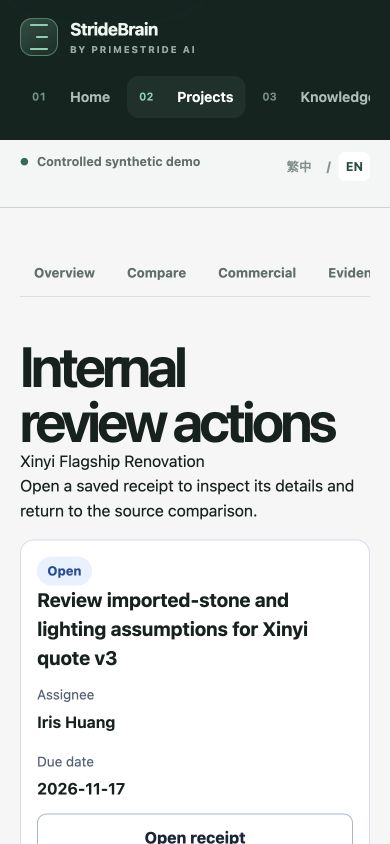 StrideBrain
BY PRIMESTRIDE AI
01 Home 02 Projects 03 Knowledge
Controlled synthetic demo 繁中 / EN
Overview Compare Commercial Eviden
Internal
review actions
Xinyi Flagship Renovation
Open a saved receipt to inspect its details and
return to the source comparison.
Open
Review imported-stone and
lighting assumptions for Xinyi
quote v3
Assignee
Iris Huang
Due date
2026-11-17
Open receipt